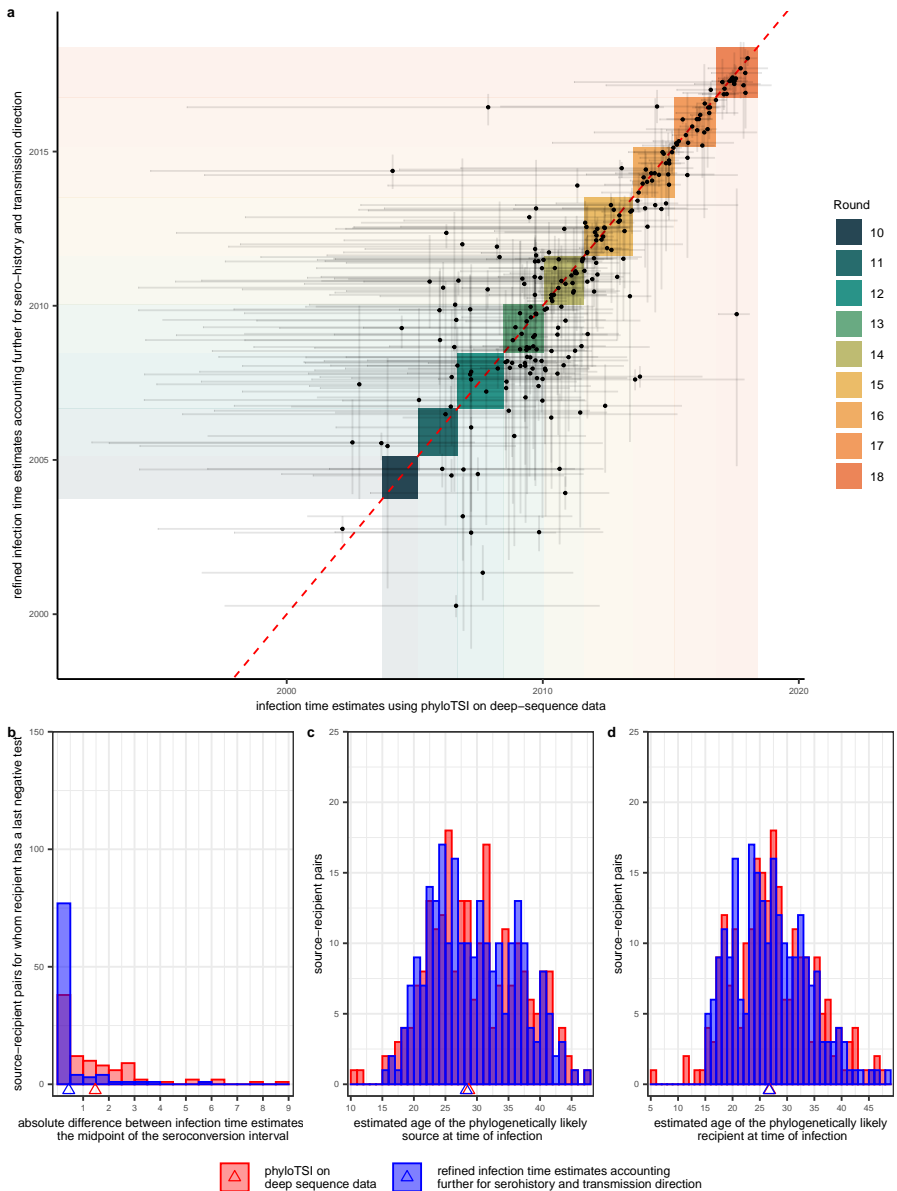 a
refined infection time estimates accounting further for sero−history and transmission direction
2015
2010
2005
2000
2000
2010
2020
infection time estimates using phyloTSI on deep−sequence data
Round
10
11
12
13
14
15
16
17
18
b
source−recipient pairs for whom recipient has a last negative test
150
100
50
0
1
2
3
4
5
6
7
8
9
absolute difference between infection time estimates
the midpoint of the seroconversion interval
c
source−recipient pairs
25
20
15
10
5
0
10
15
20
25
30
35
40
45
estimated age of the phylogenetically likely
source at time of infection
d
source−recipient pairs
25
20
15
10
5
0
5
10
15
20
25
30
35
40
45
estimated age of the phylogenetically likely
recipient at time of infection
phyloTSI on
deep sequence data
refined infection time estimates accounting
further for serohistory and transmission direction